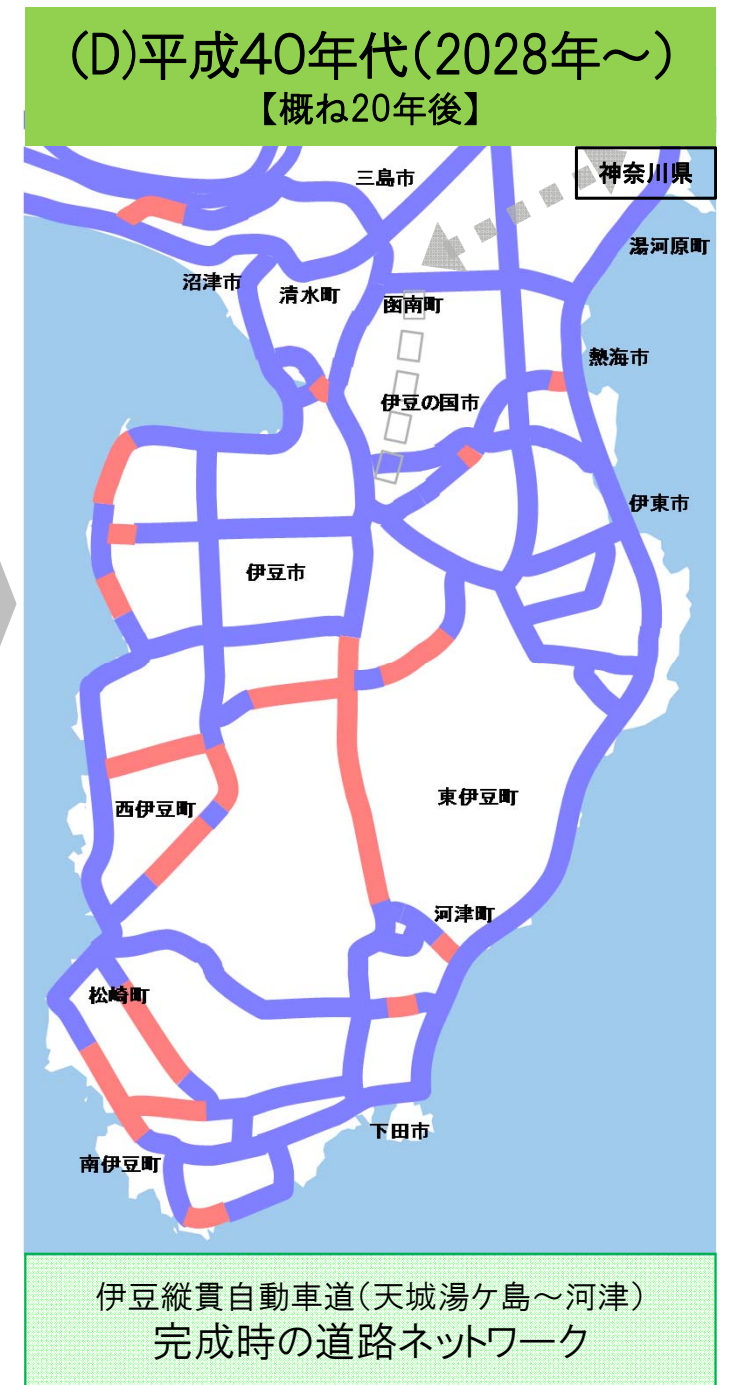 (D)平成40年代(2028年～)
【概ね20年後】
神奈川県
三島市
湯河原町
沼津市
清水町
函南町
熱海市
伊豆の国市
伊東市
伊豆市
東伊豆町
西伊豆町
河津町
松崎町
下田市
南伊豆町
伊豆縦貫自動車道(天城湯ケ島～河津)
完成時の道路ネットワーク